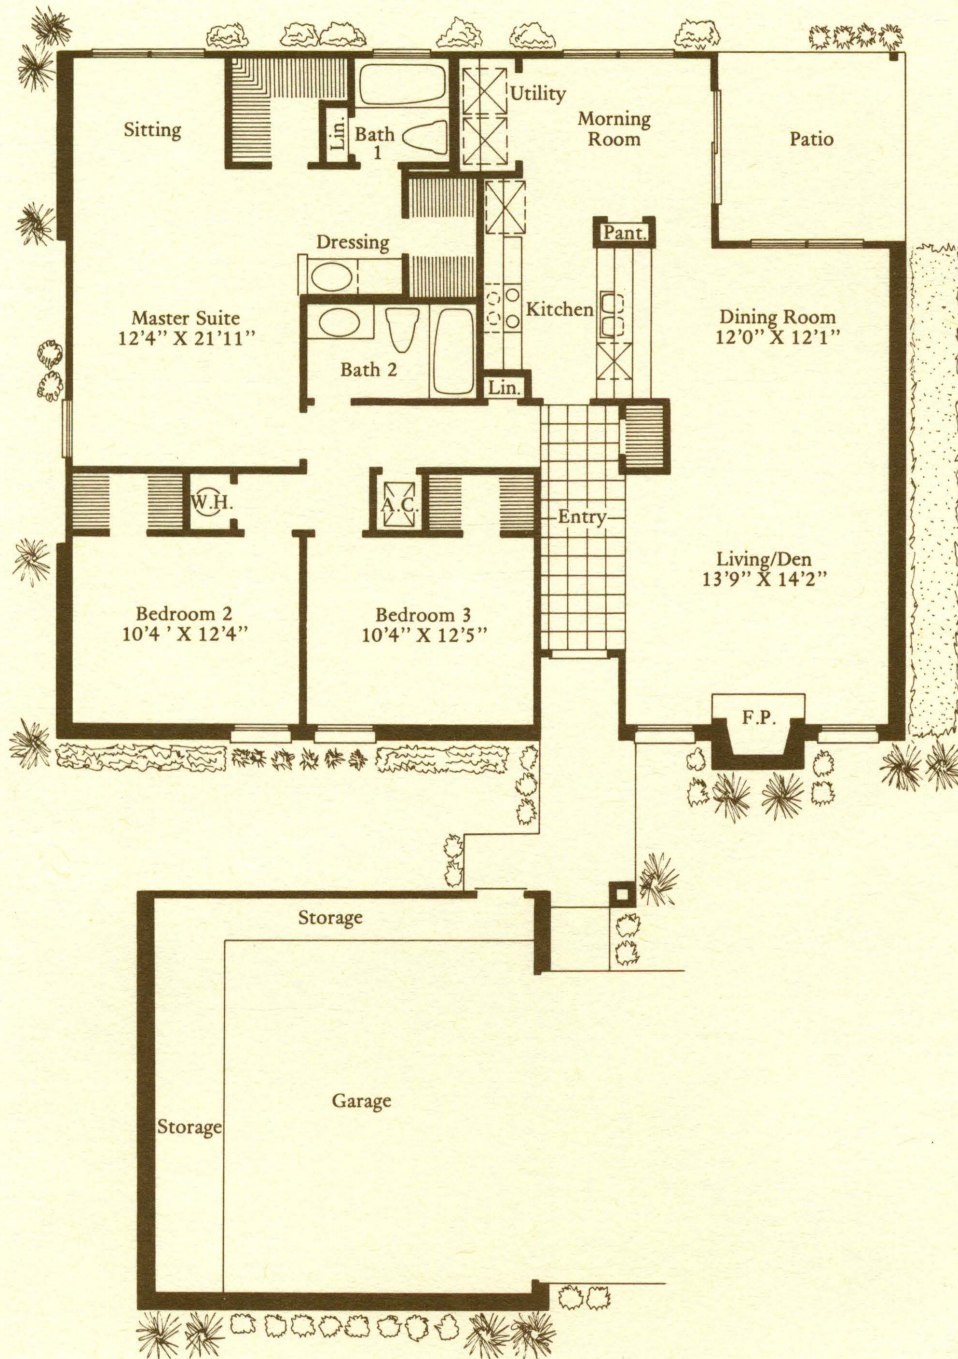 Sitting
Lin.
Bath
1
Utility
Morning
Room
Patio
Dressing
Pant.
Master Suite
12'4" X 21'11"
Kitchen
Dining Room
12'0" X 12'1"
Bath 2
Lin.
W.H.
A.C.
Entry
Living/Den
13'9" X 14'2"
Bedroom 2
10'4 ' X 12'4"
Bedroom 3
10'4" X 12'5"
F.P.
Storage
Garage
Storage